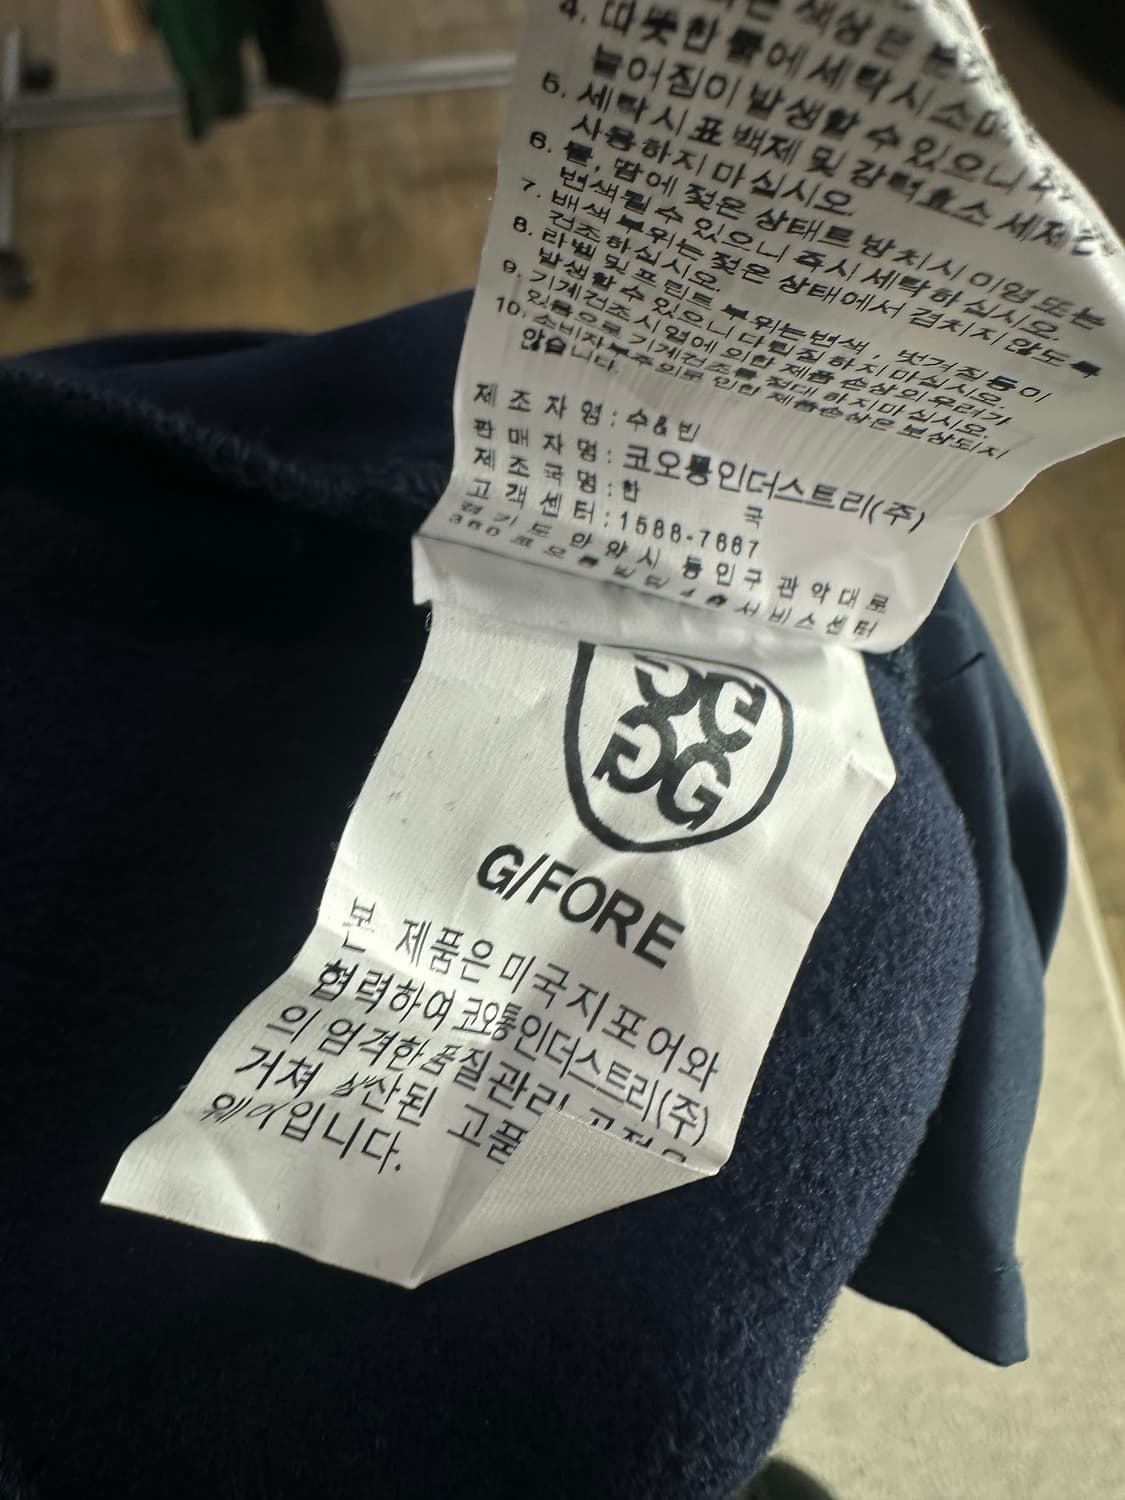 4. 따뜻한 물에 세탁시 소매
늘어짐이 발생할 수 있으니
5. 세탁시 표백제 및 강력효소 세제는
사용하지 마십시오.
6. 물, 땀에 젖은 상태로 방치시 이염 또는
변색될 수 있으니 즉시 세탁하십시오.
7. 배색 부위는 젖은 상태에서 겹치지 않도록
건조하십시오.
8. 라벨 및 프린트 부위는 변색, 벗겨짐 등이
발생할 수 있으니 다림질 하지 마십시오.
9. 기계건조시 열에 의한 제품 손상의 우려가
있음으로 기계건조를 절대 하지마십시오.
10. 소비자부주의로 인한 제품손상은 보상되지
않습니다.
제조자명:수&빈
판매자명:코오롱인더스트리(주)
제조국명:한국
고객센터:1588-7667
경기도 안양시 동안구 관악대로
서비스센터
GG
GG
G/FORE
본 제품은 미국 지포어와
협력하여 코오롱인더스트리(주)
의 엄격한 품질관리
거쳐 생산된 고품
웨어입니다.